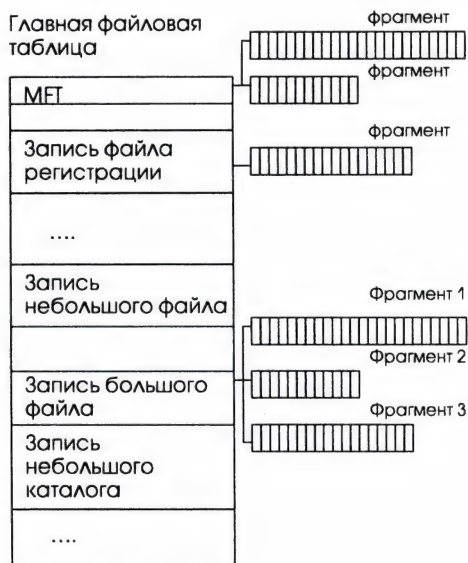 Главная файловая
таблица
фрагмент
фрагмент
MFT
фрагмент
Запись файла
регистрации
....
Запись
небольшого файла
Фрагмент 1
Фрагмент 2
Запись большого
файла
Фрагмент 3
Запись
небольшого
каталога
....